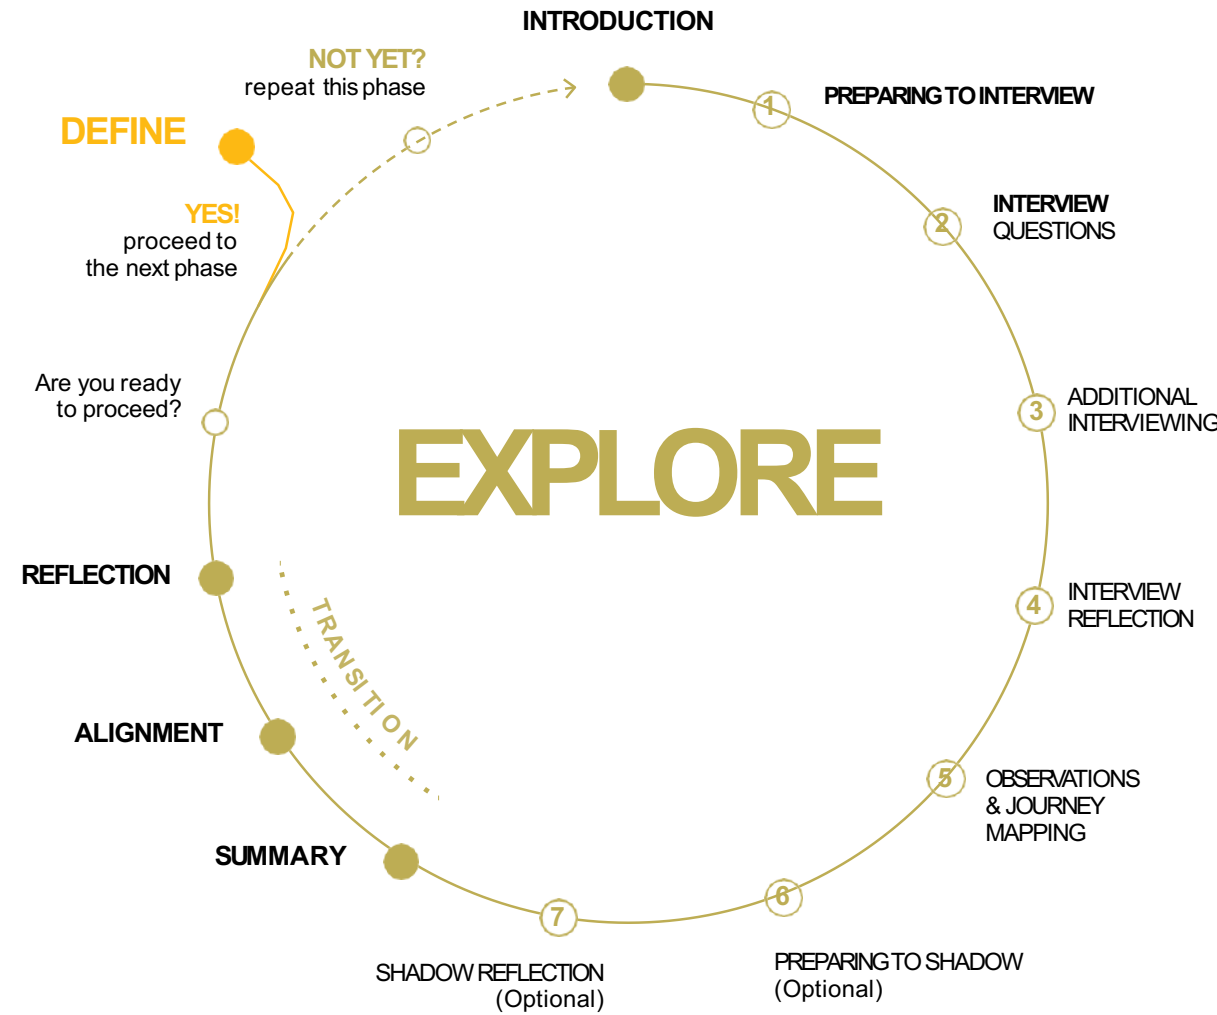 INTRODUCTION
NOT YET?
repeat this phase
DEFINE
YES!
proceed to
the next phase
Are you ready
to proceed?
1
PREPARING TO INTERVIEW
2
INTERVIEW
QUESTIONS
3
ADDITIONAL
INTERVIEWING
EXPLORE
4
INTERVIEW
REFLECTION
5
OBSERVATIONS
& JOURNEY
MAPPING
6
PREPARING TO SHADOW
(Optional)
7
SHADOW REFLECTION
(Optional)
SUMMARY
ALIGNMENT
REFLECTION
TRANSITION